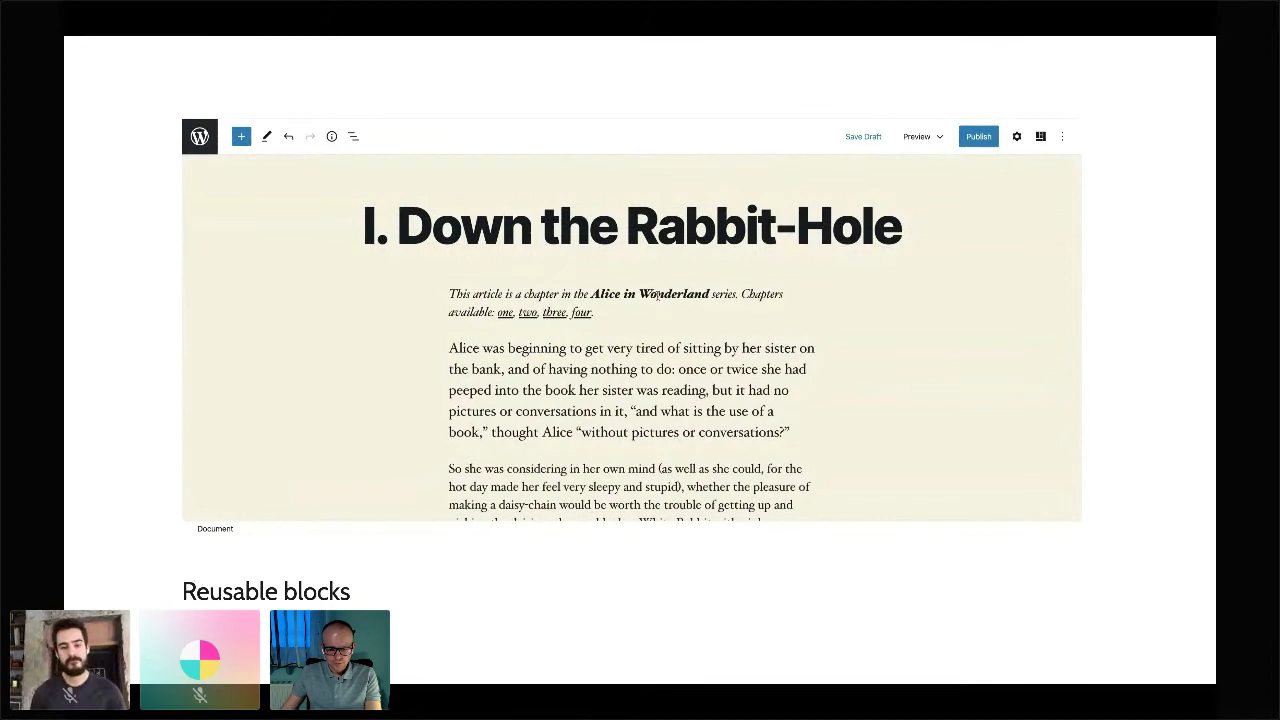 Save Draft Preview Publish
I. Down the Rabbit-Hole
This article is a chapter in the Alice in Wonderland series. Chapters
available: one, two, three, four.
Alice was beginning to get very tired of sitting by her sister on
the bank, and of having nothing to do: once or twice she had
peeped into the book her sister was reading, but it had no
pictures or conversations in it, “and what is the use of a
book,” thought Alice “without pictures or conversations?”
So she was considering in her own mind (as well as she could, for the
hot day made her feel very sleepy and stupid), whether the pleasure of
making a daisy-chain would be worth the trouble of getting up and
Document
Reusable blocks